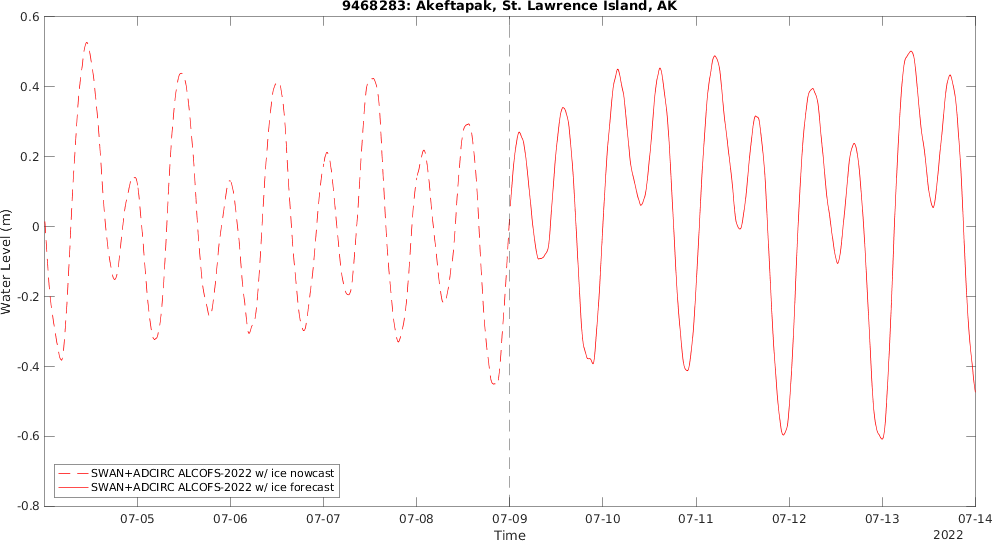 9468283: Akeftapak, St. Lawrence Island, AK
0.6
0.4
0.2
0
-0.2
-0.4
-0.6
-0.8
Water Level (m)
SWAN+ADCIRC ALCOFS-2022 w/ ice nowcast
SWAN+ADCIRC ALCOFS-2022 w/ ice forecast
07-05 07-06 07-07 07-08 07-09 07-10 07-11 07-12 07-13 07-14
Time
2022